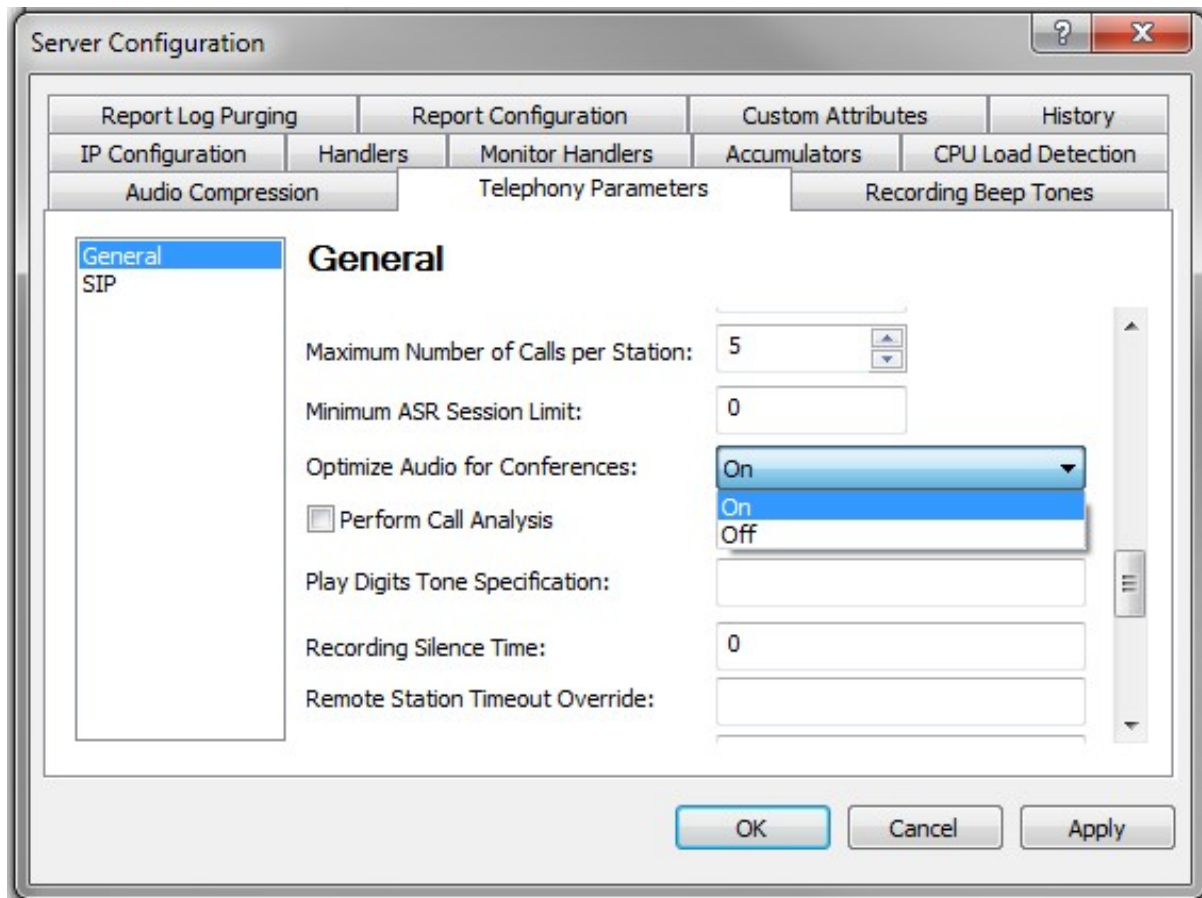 Server Configuration
?
X
Report Log Purging
Report Configuration
Custom Attributes
History
IP Configuration
Handlers
Monitor Handlers
Accumulators
CPU Load Detection
Audio Compression
Telephony Parameters
Recording Beep Tones
General
SIP
General
Maximum Number of Calls per Station: 5
Minimum ASR Session Limit: 0
Optimize Audio for Conferences: On
On
Off
Perform Call Analysis
Play Digits Tone Specification:
Recording Silence Time: 0
Remote Station Timeout Override:
OK
Cancel
Apply